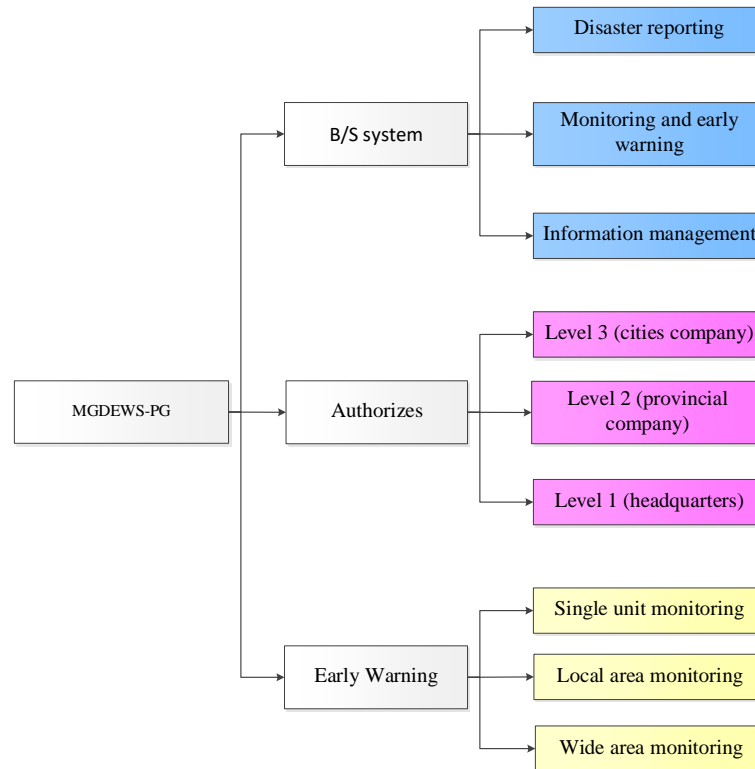 Disaster reporting
B/S system
Monitoring and early
warning
Information management
Level 3 (cities company)
MGDEWS-PG
Authorizes
Level 2 (provincial
company)
Level 1 (headquarters)
Single unit monitoring
Early Warning
Local area monitoring
Wide area monitoring